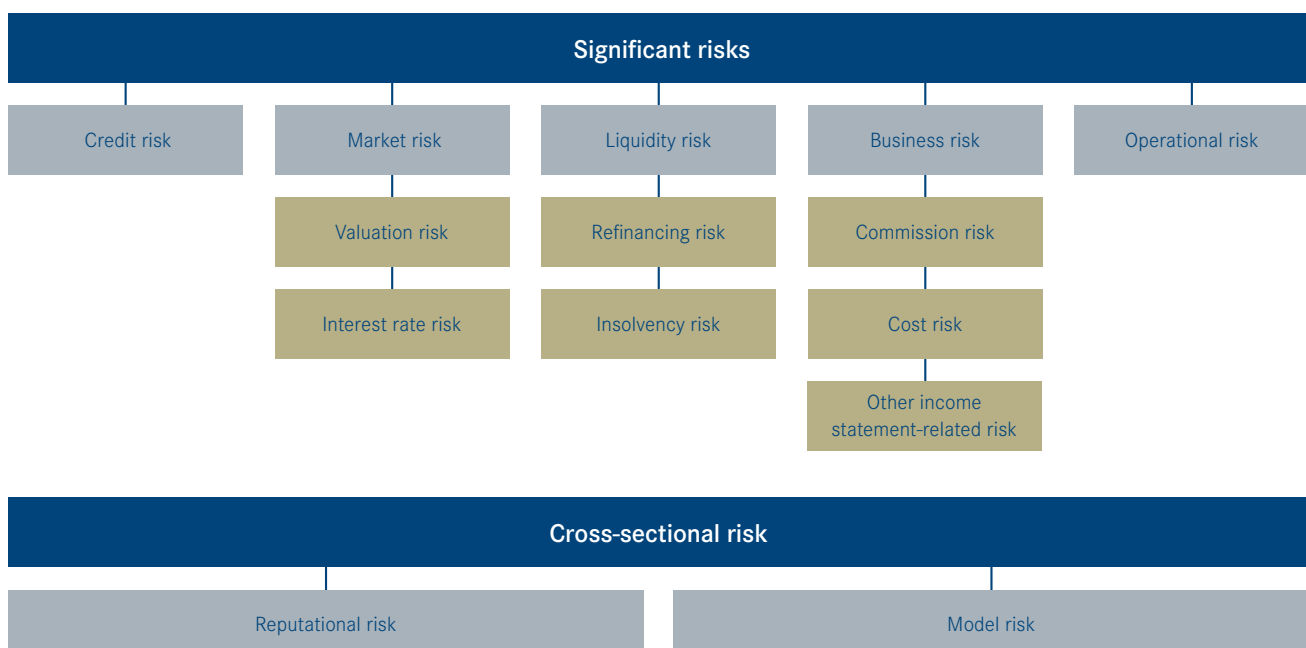 Significant risks
Credit risk
Market risk
Liquidity risk
Business risk
Operational risk
Valuation risk
Refinancing risk
Commission risk
Interest rate risk
Insolvency risk
Cost risk
Other income
statement-related risk
Cross-sectional risk
Reputational risk
Model risk